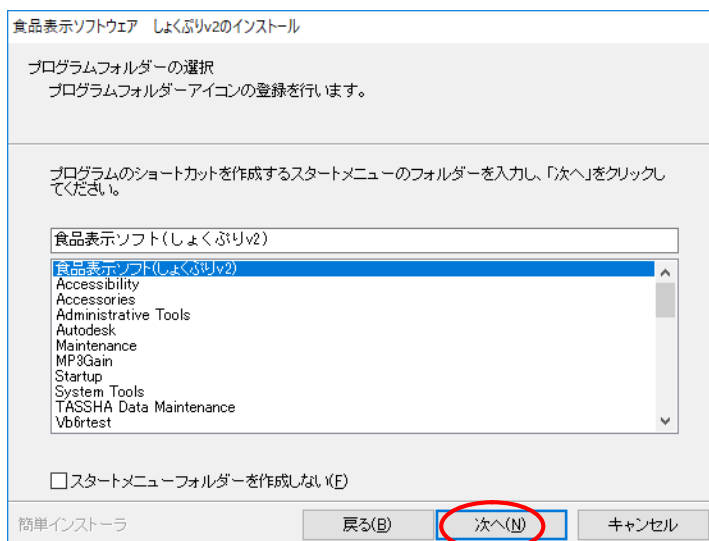 食品表示ソフトウェア　しょくぷりv2のインストール
プログラムフォルダーの選択
プログラムフォルダーアイコンの登録を行います。
プログラムのショートカットを作成するスタートメニューのフォルダーを入力し、「次へ」をクリックし
てください。
食品表示ソフト(しょくぷりv2)
食品表示ソフト(しょくぷりv2)
Accessibility
Accessories
Administrative Tools
Autodesk
Maintenance
MP3Gain
Startup
System Tools
TASSHA Data Maintenance
Vb6rtest
スタートメニューフォルダーを作成しない(F)
簡単インストーラ
戻る(B)
次へ(N)
キャンセル